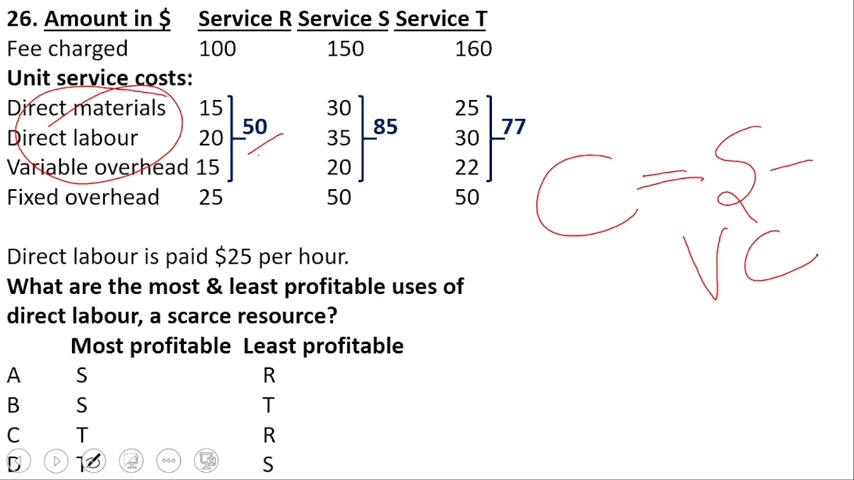 26. Amount in $ Service R Service S Service T
Fee charged 100 150 160
Unit service costs:
Direct materials 15 30 25
50 85 77
Direct labour 20 35 30
Variable overhead 15 20 22
Fixed overhead 25 50 50
C = S -
VC
Direct labour is paid $25 per hour.
What are the most & least profitable uses of
direct labour, a scarce resource?
Most profitable Least profitable
A S R
B S T
C T R
D T S